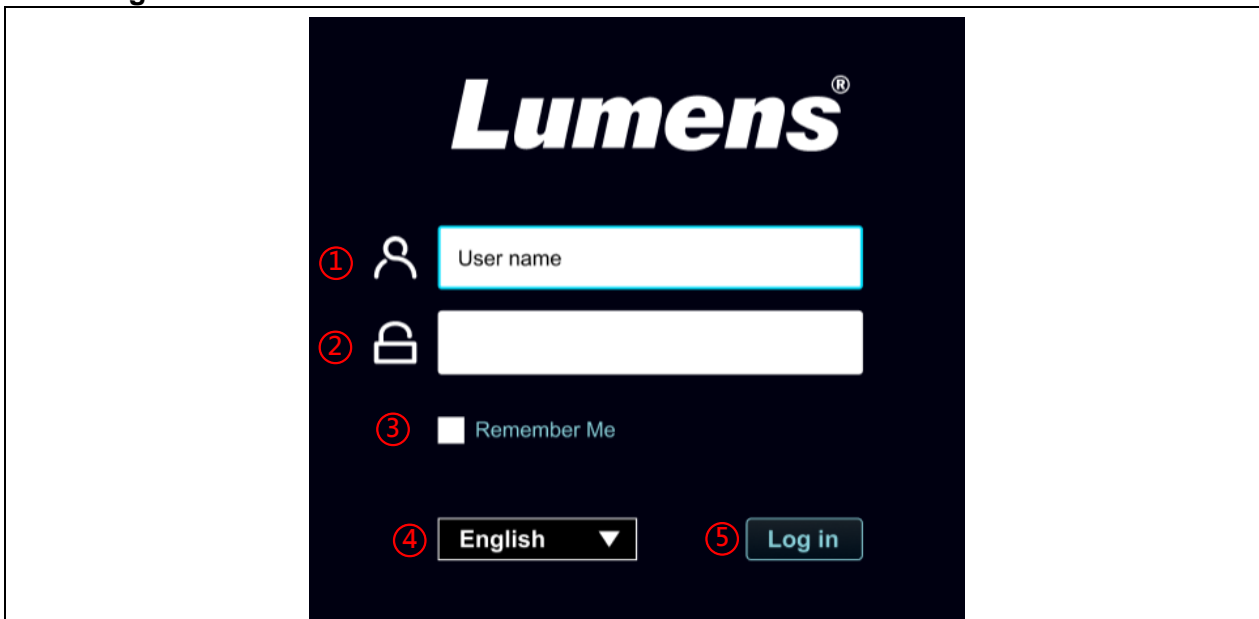 Lumens®
① User name
②
③ Remember Me
④ English ▼
⑤ Log in